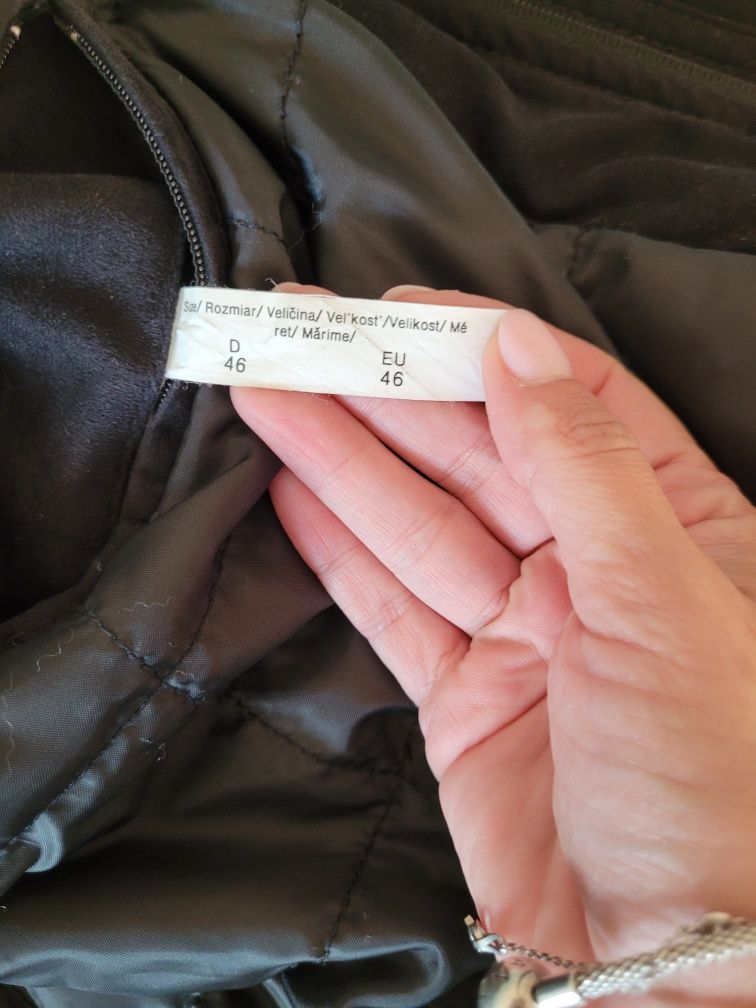 Size/ Rozmiar/ Veličina/ Vel'kost'/Velikost/ Mé
ret/ Mărime/
D EU
46 46